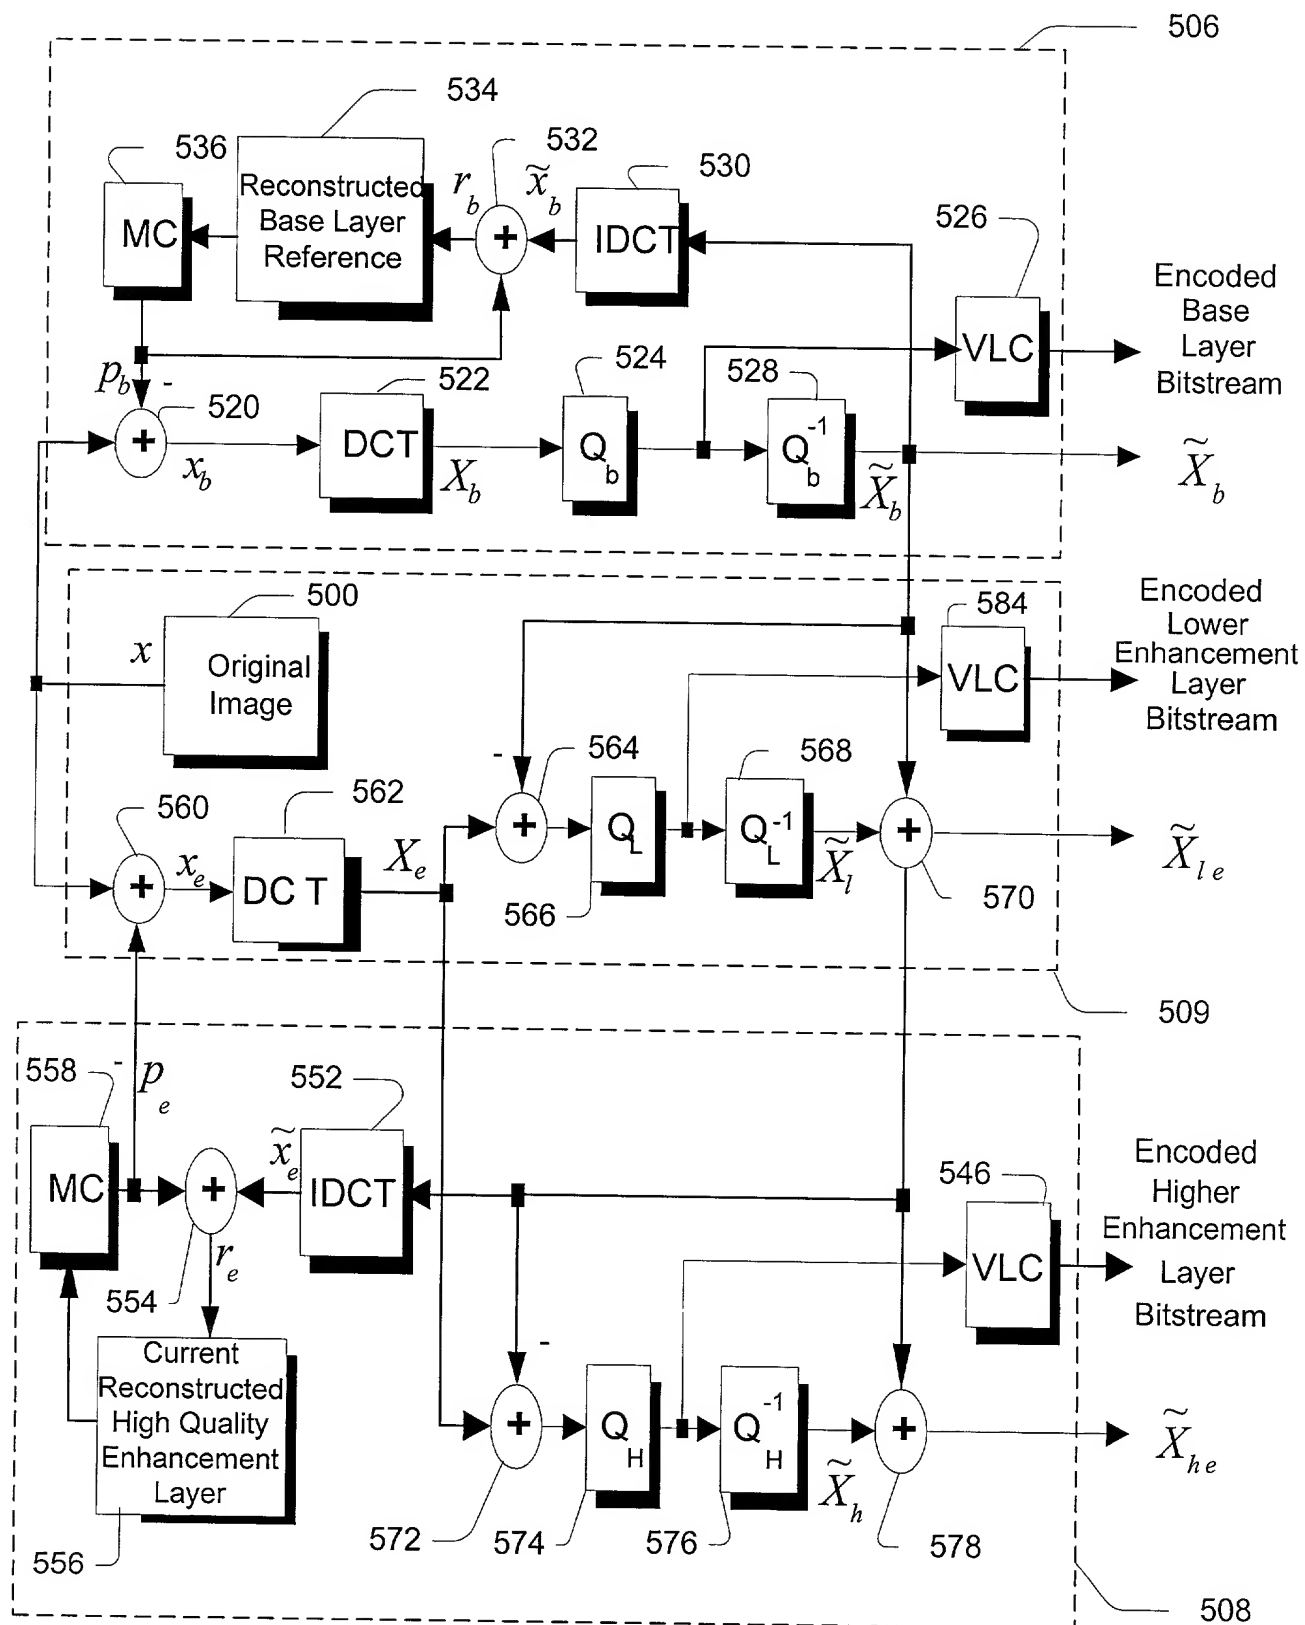 506
534
536
532
530
526
MC
Reconstructed
Base Layer
Reference
r_b
+
x̃_b
IDCT
VLC
Encoded
Base
Layer
Bitstream
p_b
-
520
522
524
528
+
x_b
DCT
X_b
Q_b
Q_b^-1
X̃_b
X̃_b
500
584
x
Original
Image
VLC
Encoded
Lower
Enhancement
Layer
Bitstream
560
562
-
564
568
+
x_e
DC T
X_e
+
Q_L
Q_L^-1
X̃_l
+
X̃_le
566
570
509
558
-
p_e
552
546
MC
+
x̃_e
IDCT
VLC
Encoded
Higher
Enhancement
Layer
Bitstream
554
r_e
-
Current
Reconstructed
High Quality
Enhancement
Layer
+
Q_H
Q_H^-1
X̃_h
+
X̃_he
556
572
574
576
578
508